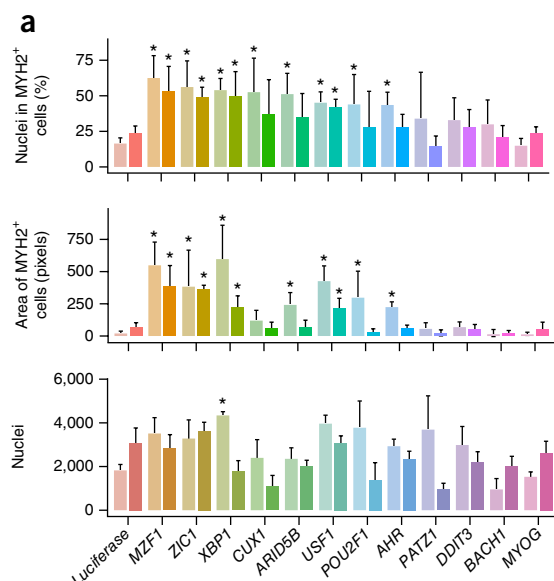 a
Nuclei in MYH2+
cells (%)
75
50
25
0
* * * * * * * * * * * *
Area of MYH2+
cells (pixels)
750
500
250
0
* * * * * * * * * * *
Nuclei
6,000
4,000
2,000
0
*
Luciferase
MZF1
ZIC1
XBP1
CUX1
ARID5B
USF1
POU2F1
AHR
PATZ1
DDIT3
BACH1
MYOG